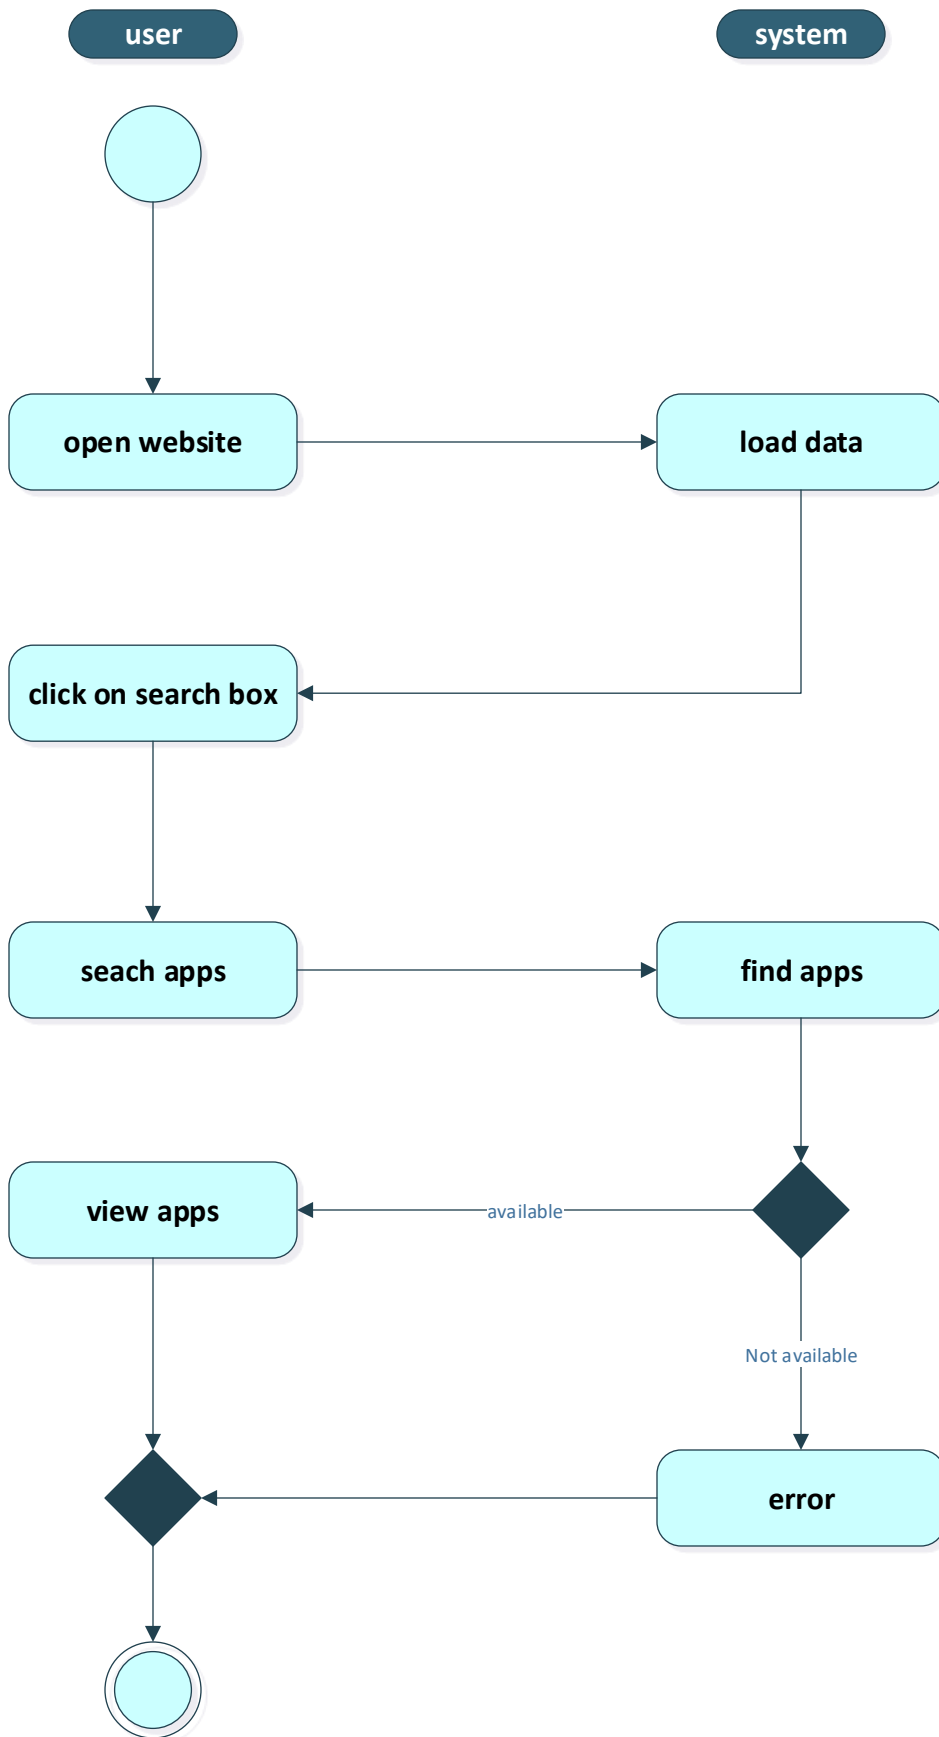 user
system
open website
load data
click on search box
seach apps
find apps
view apps
available
Not available
error